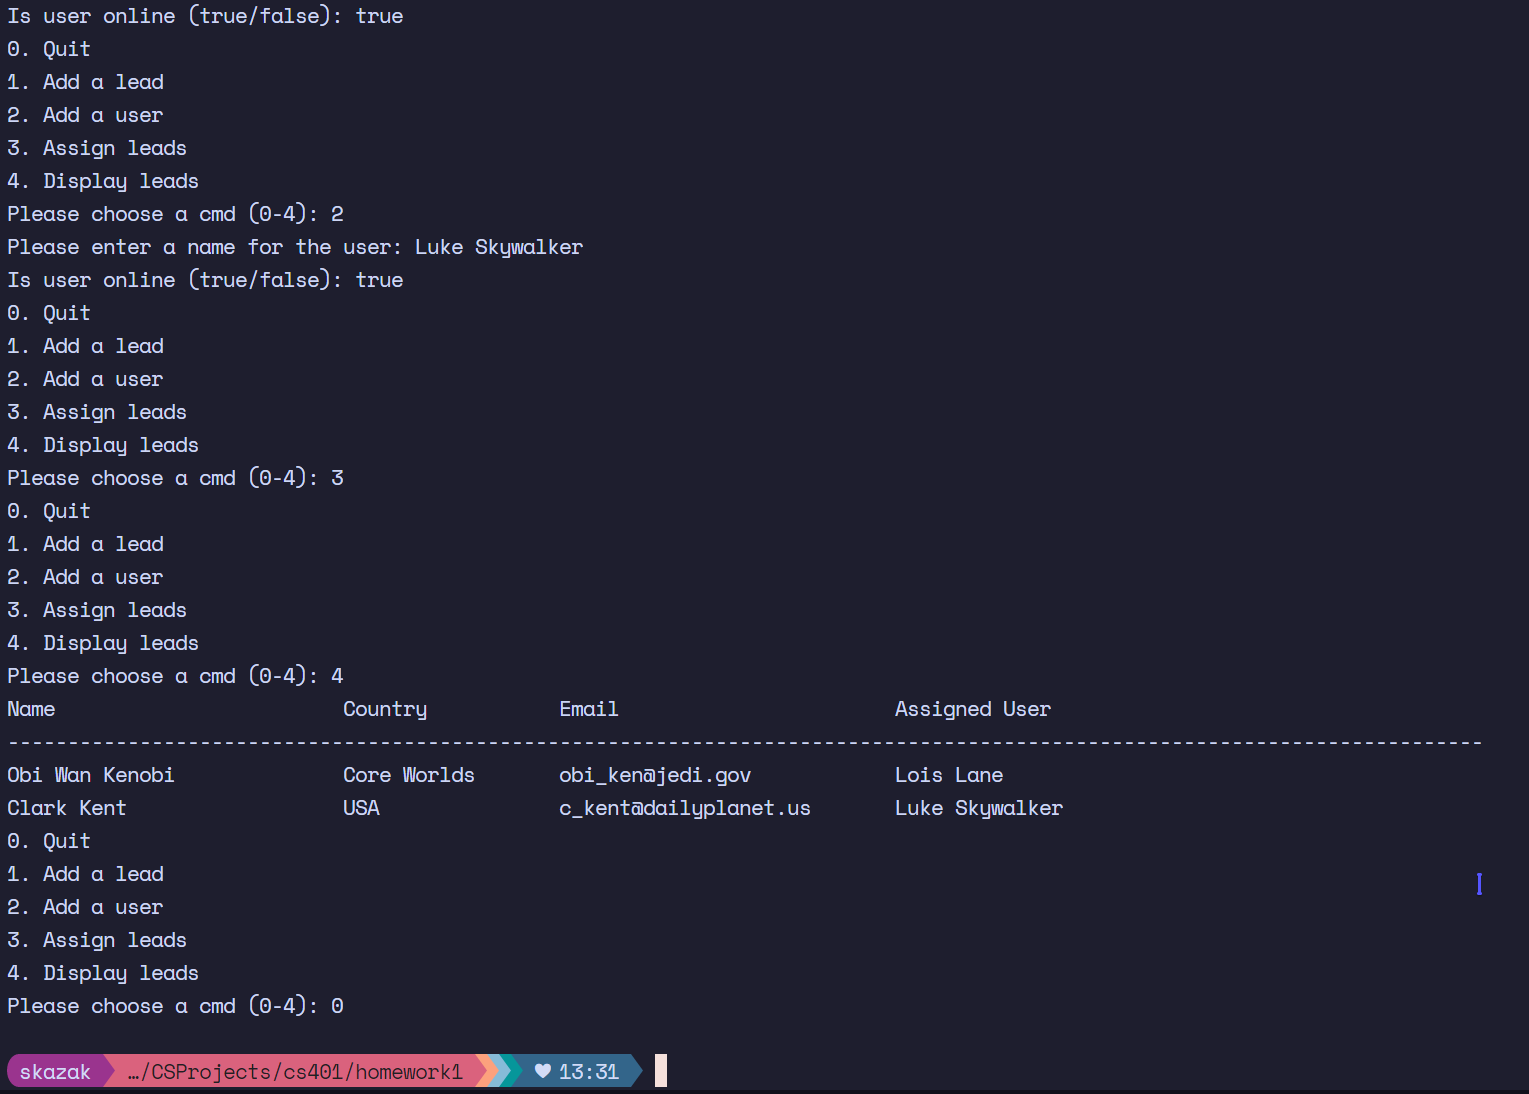 Is user online (true/false): true
0. Quit
1. Add a lead
2. Add a user
3. Assign leads
4. Display leads
Please choose a cmd (0-4): 2
Please enter a name for the user: Luke Skywalker
Is user online (true/false): true
0. Quit
1. Add a lead
2. Add a user
3. Assign leads
4. Display leads
Please choose a cmd (0-4): 3
0. Quit
1. Add a lead
2. Add a user
3. Assign leads
4. Display leads
Please choose a cmd (0-4): 4
Name Country Email Assigned User
---------------------------------------------------------------------------------------------------------------------------
Obi Wan Kenobi Core Worlds obi_ken@jedi.gov Lois Lane
Clark Kent USA c_kent@dailyplanet.us Luke Skywalker
0. Quit
1. Add a lead
2. Add a user
3. Assign leads
4. Display leads
Please choose a cmd (0-4): 0
skazak …/CSProjects/cs401/homework1 ♥ 13:31